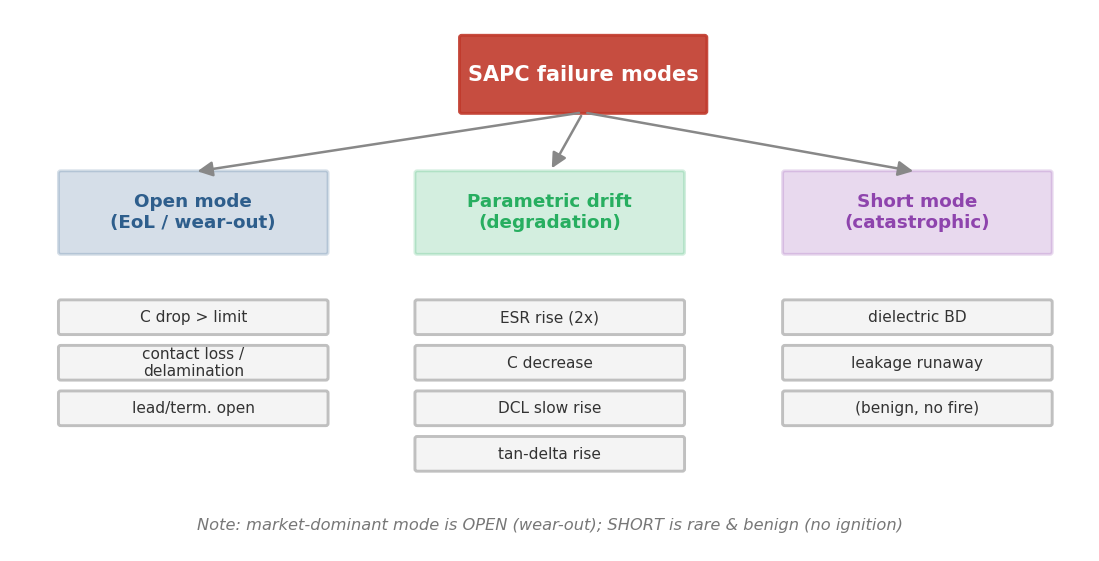 SAPC failure modes
Open mode
(EoL / wear-out)
C drop > limit
contact loss /
delamination
lead/term. open
Parametric drift
(degradation)
ESR rise (2x)
C decrease
DCL slow rise
tan-delta rise
Short mode
(catastrophic)
dielectric BD
leakage runaway
(benign, no fire)
Note: market-dominant mode is OPEN (wear-out); SHORT is rare & benign (no ignition)